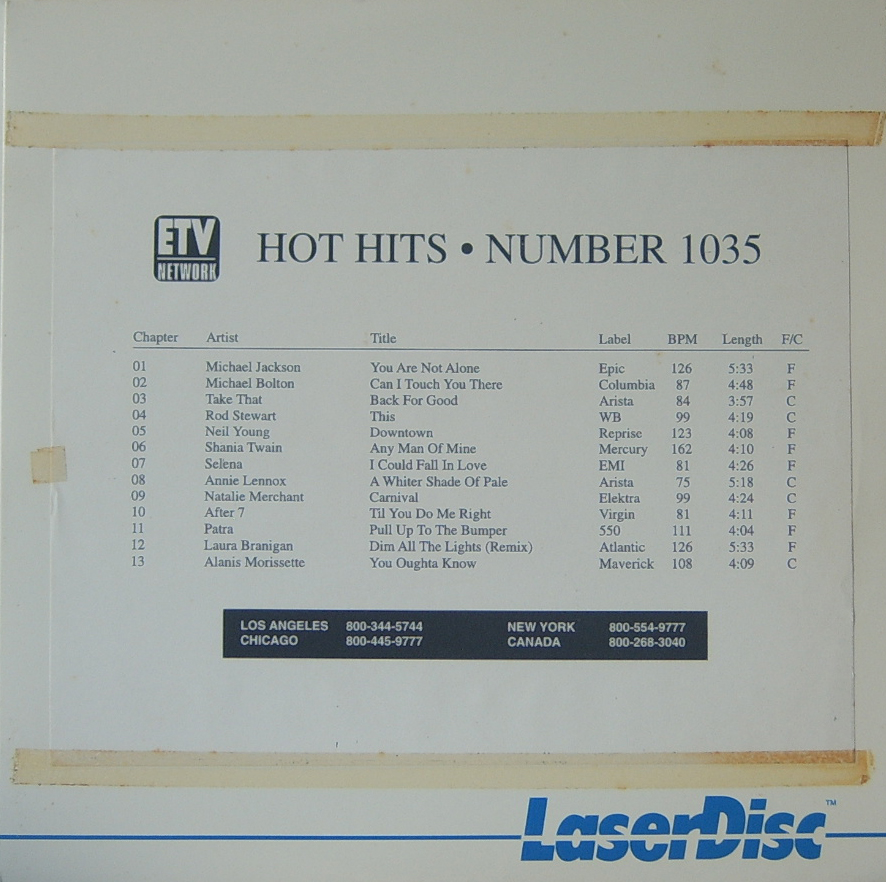 ETV
NETWORK
HOT HITS • NUMBER 1035
Chapter Artist Title Label BPM Length F/C
01 Michael Jackson You Are Not Alone Epic 126 5:33 F
02 Michael Bolton Can I Touch You There Columbia 87 4:48 F
03 Take That Back For Good Arista 84 3:57 C
04 Rod Stewart This WB 99 4:19 C
05 Neil Young Downtown Reprise 123 4:08 F
06 Shania Twain Any Man Of Mine Mercury 162 4:10 F
07 Selena I Could Fall In Love EMI 81 4:26 F
08 Annie Lennox A Whiter Shade Of Pale Arista 75 5:18 C
09 Natalie Merchant Carnival Elektra 99 4:24 C
10 After 7 Til You Do Me Right Virgin 81 4:11 F
11 Patra Pull Up To The Bumper 550 111 4:04 F
12 Laura Branigan Dim All The Lights (Remix) Atlantic 126 5:33 F
13 Alanis Morissette You Oughta Know Maverick 108 4:09 C
LOS ANGELES 800-344-5744 NEW YORK 800-554-9777
CHICAGO 800-445-9777 CANADA 800-268-3040
LaserDisc™